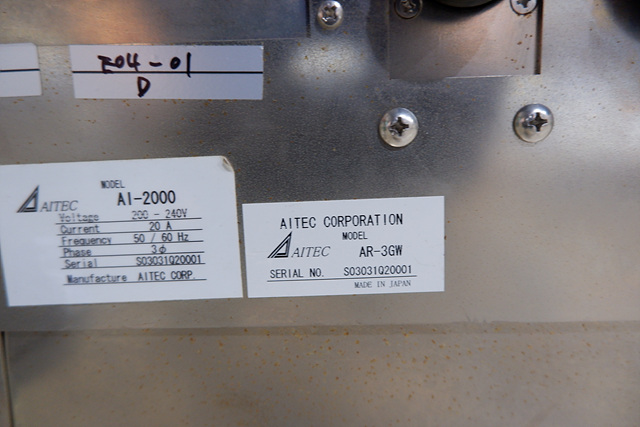 E04-01
D
MODEL
AITEC AI-2000
Voltage 200 - 240V
Current 20 A
Frequency 50 / 60 Hz
Phase 3φ
Serial S03031Q20001
Manufacture AITEC CORP.
AITEC CORPORATION
MODEL
AITEC AR-3GW
SERIAL NO. S03031Q20001
MADE IN JAPAN